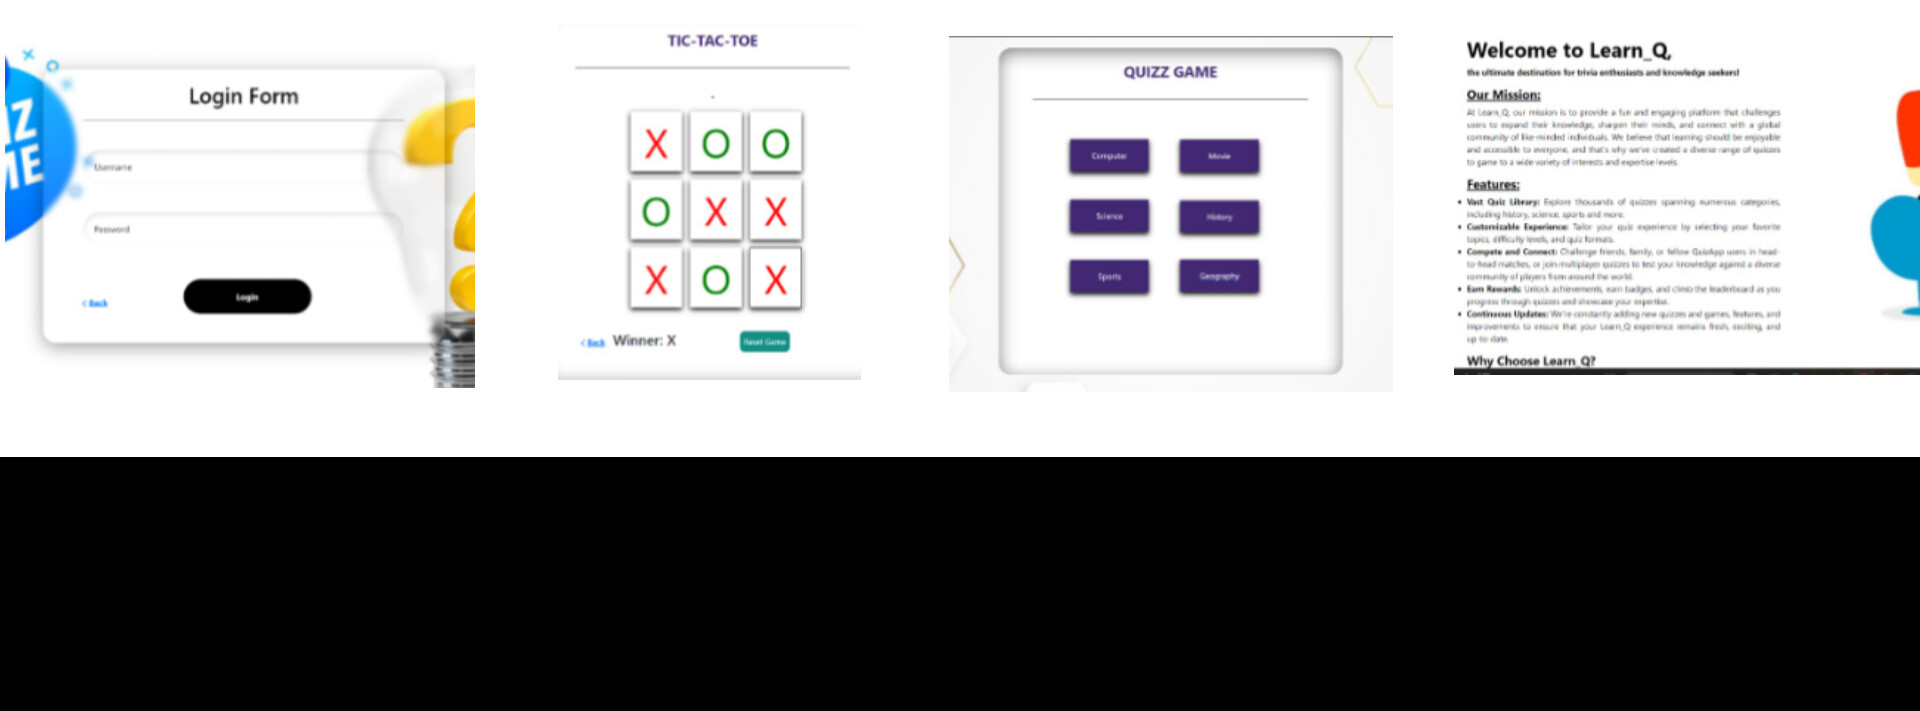 IZ
ME
Login Form
Username
Password
< Back
Login
TIC-TAC-TOE
X O O
O X X
X O X
< Back Winner: X Reset Game
QUIZZ GAME
Computer Movie
Science History
Sports Geography
Welcome to Learn_Q,
the ultimate destination for trivia enthusiasts and knowledge seekers!
Our Mission:
At Learn_Q, our mission is to provide a fun and engaging platform that challenges
users to expand their knowledge, sharpen their minds, and connect with a global
community of like-minded individuals. We believe that learning should be enjoyable
and accessible to everyone, and that's why we've created a diverse range of quizzes
to game to a wide variety of interests and expertise levels.
Features:
• Vast Quiz Library: Explore thousands of quizzes spanning numerous categories,
including history, science, sports and more.
• Customizable Experience: Tailor your quiz experience by selecting your favorite
topics, difficulty levels, and quiz formats.
• Compete and Connect: Challenge friends, family, or fellow QuizApp users in head-
to-head matches, or join multiplayer quizzes to test your knowledge against a diverse
community of players from around the world.
• Earn Rewards: Unlock achievements, earn badges, and climb the leaderboard as you
progress through quizzes and showcase your expertise.
• Continuous Updates: We're constantly adding new quizzes and games, features, and
improvements to ensure that your Learn_Q experience remains fresh, exciting, and
up-to-date.
Why Choose Learn_Q?